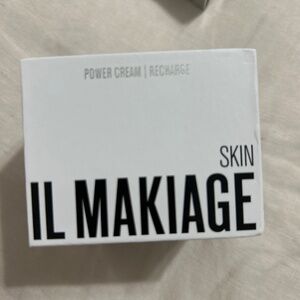 POWER CREAM | RECHARGE
SKIN
IL MAKIAGE